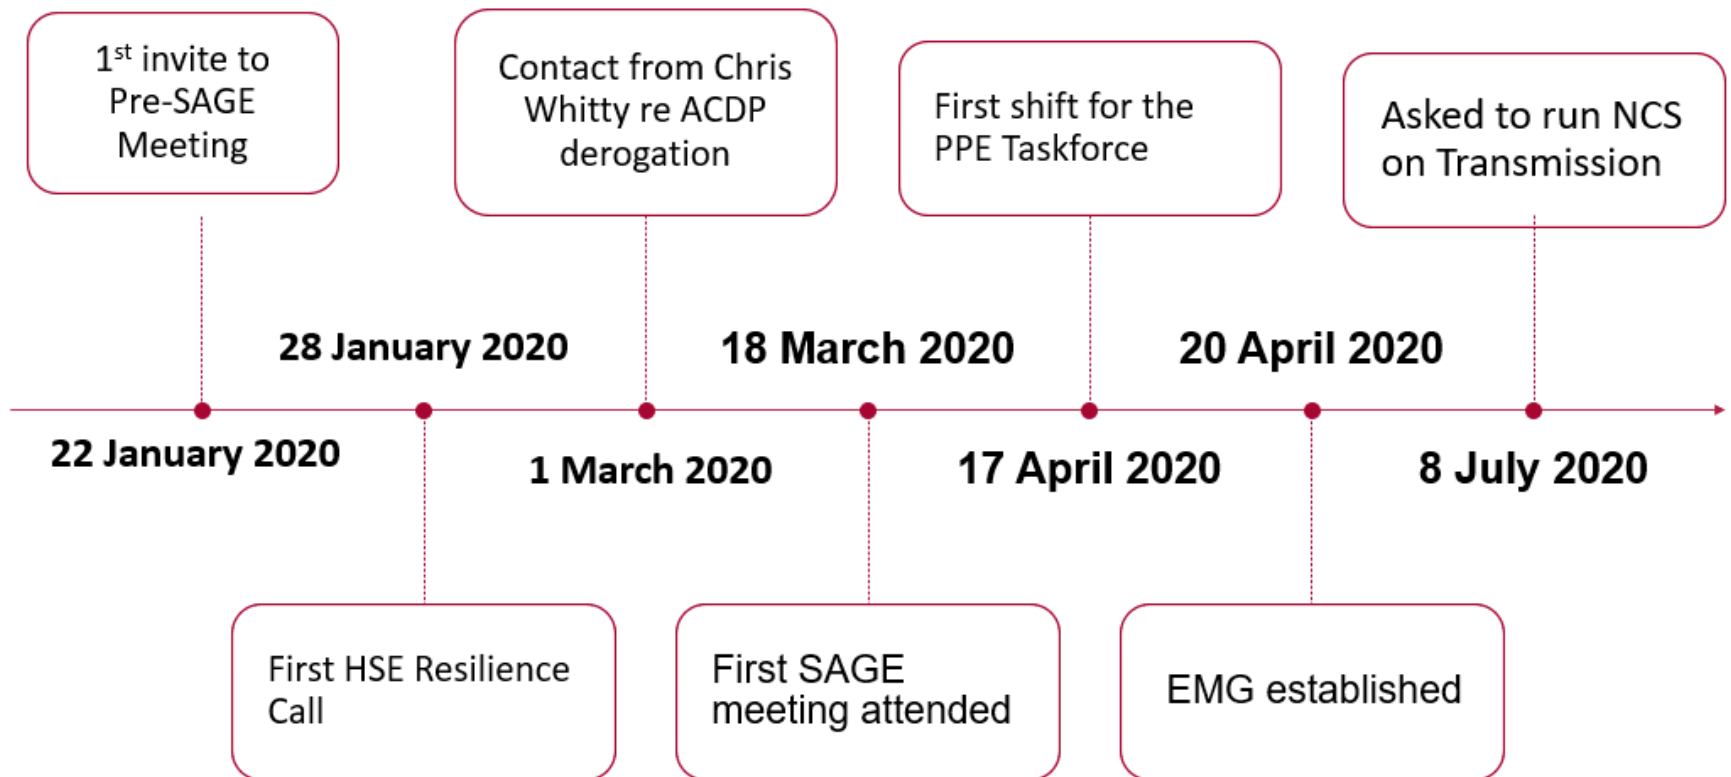 1st invite to
Pre-SAGE
Meeting
Contact from Chris
Whitty re ACDP
derogation
First shift for the
PPE Taskforce
Asked to run NCS
on Transmission
28 January 2020
18 March 2020
20 April 2020
22 January 2020
1 March 2020
17 April 2020
8 July 2020
First HSE Resilience
Call
First SAGE
meeting attended
EMG established